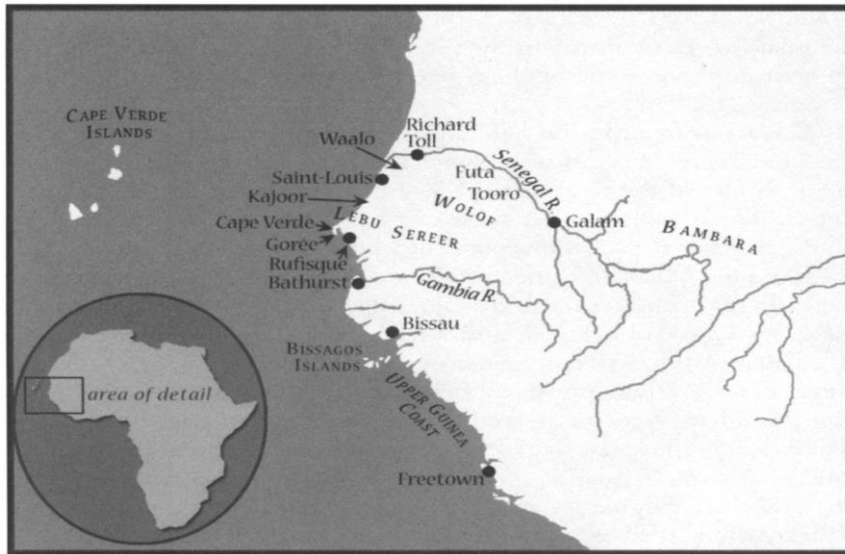 CAPE VERDE
ISLANDS
Richard
Toll
Waalo
Saint-Louis
Kajoor
Cape Verde
Gorée
Rufisque
Bathurst
Senegal R.
Futa
Tooro
WOLOF
LEBU SEREER
Galam
BAMBARA
Gambia R.
Bissau
BISSAGOS
ISLANDS
UPPER GUINEA
COAST
Freetown
area of detail